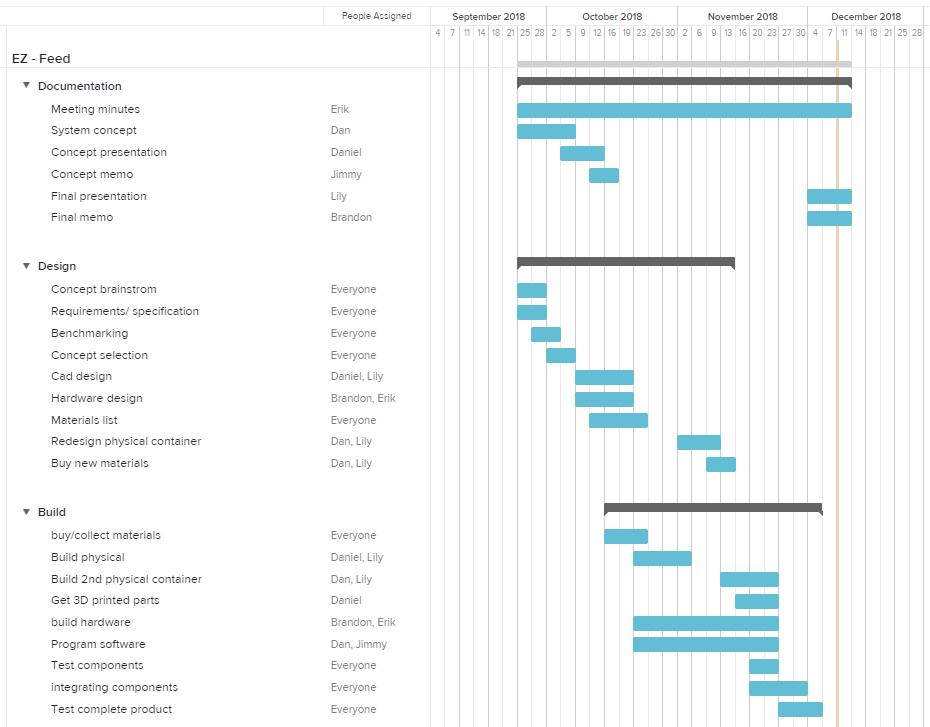 People Assigned September 2018 October 2018 November 2018 December 2018
4 7 11 14 18 21 25 28 2 5 9 12 16 19 23 26 30 2 6 9 13 16 20 23 27 30 4 7 11 14 18 21 25 28
EZ - Feed
Documentation
Meeting minutes Erik
System concept Dan
Concept presentation Daniel
Concept memo Jimmy
Final presentation Lily
Final memo Brandon
Design
Concept brainstrom Everyone
Requirements/ specification Everyone
Benchmarking Everyone
Concept selection Everyone
Cad design Daniel, Lily
Hardware design Brandon, Erik
Materials list Everyone
Redesign physical container Dan, Lily
Buy new materials Dan, Lily
Build
buy/collect materials Everyone
Build physical Daniel, Lily
Build 2nd physical container Dan, Lily
Get 3D printed parts Daniel
build hardware Brandon, Erik
Program software Dan, Jimmy
Test components Everyone
integrating components Everyone
Test complete product Everyone